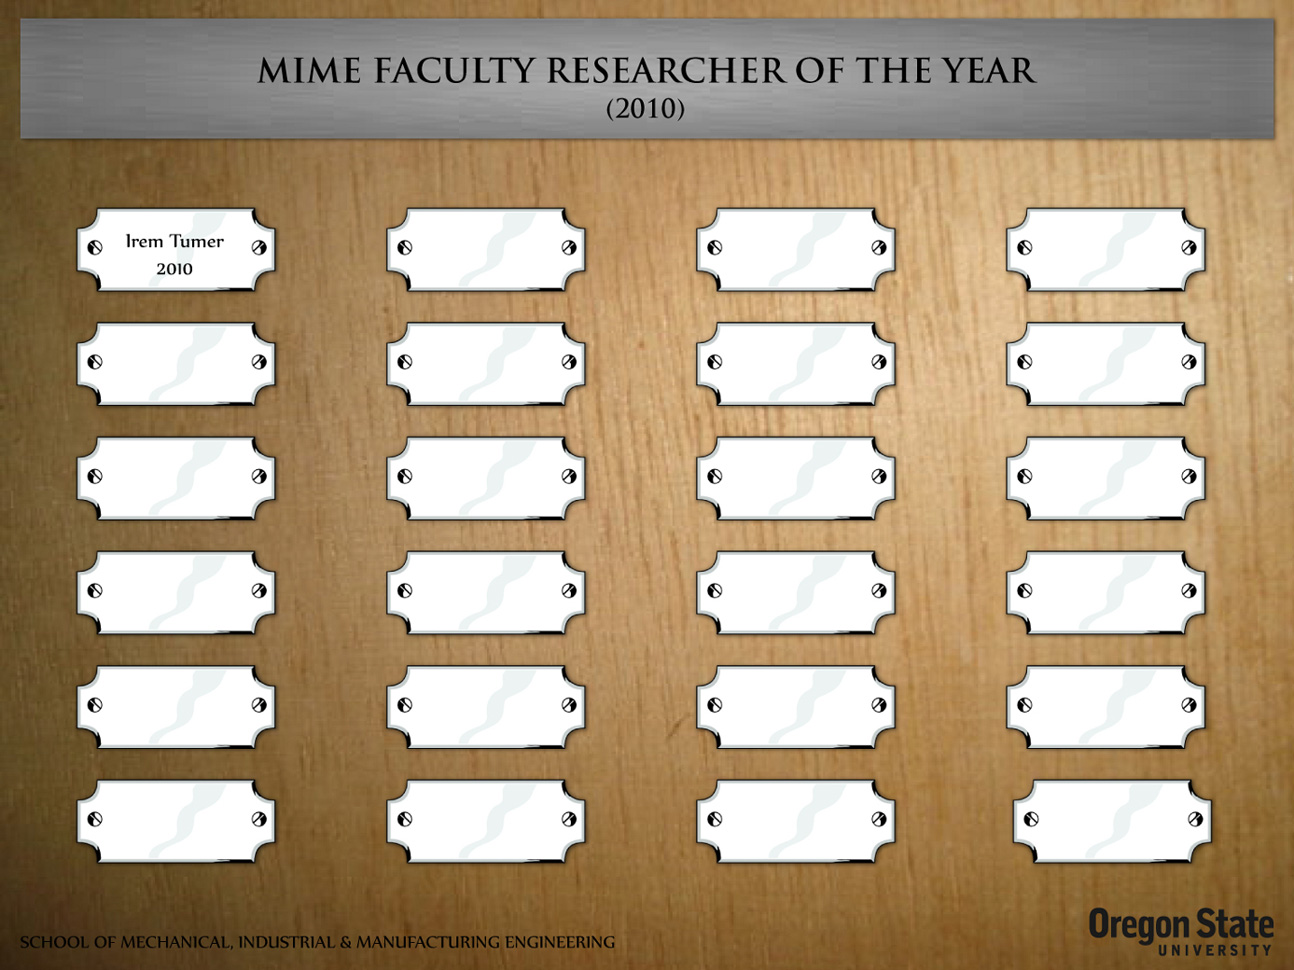 MIME FACULTY RESEARCHER OF THE YEAR
(2010)
Irem Tumer
2010
SCHOOL OF MECHANICAL, INDUSTRIAL & MANUFACTURING ENGINEERING
Oregon State
UNIVERSITY